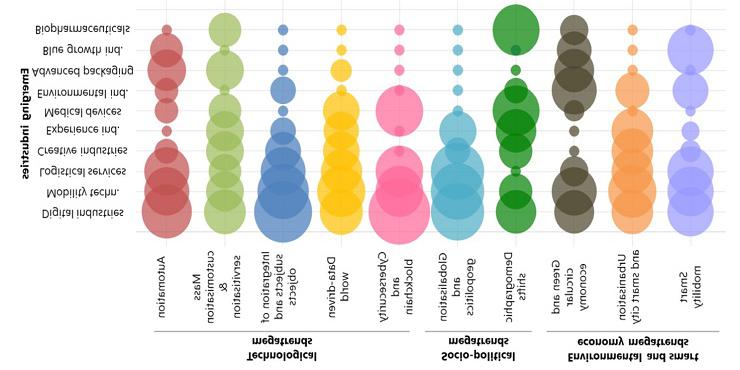 Emerging industries
Biopharmaceuticals
Blue growth ind.
Advanced packaging
Environmental ind.
Medical devices
Experience ind.
Creative industries
Logistical services
Mobility techn.
Digital industries
Automation
Mass
customisation
&
servitisation
Integration of
subjects and
objects
Data-driven
world
Cybersecurity
and
blockchain
Globalisation
and
geopolitics
Demographic
shifts
Green and
circular
economy
Urbanisation
and smart city
Smart
mobility
Technological
megatrends
Socio-political
megatrends
Environmental and smart
economy megatrends